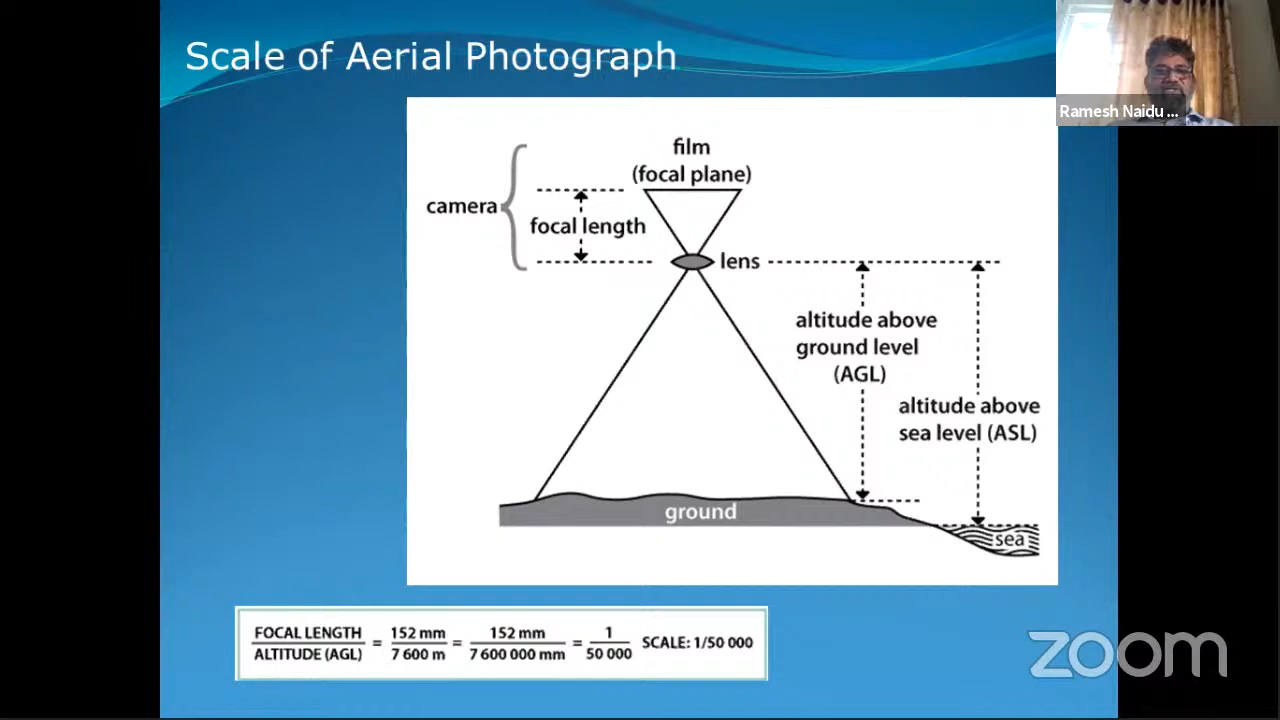 Scale of Aerial Photograph
Ramesh Naidu ...
film
(focal plane)
camera
focal length
lens
altitude above
ground level
(AGL)
altitude above
sea level (ASL)
ground
sea
FOCAL LENGTH / ALTITUDE (AGL) = 152 mm / 7 600 m = 152 mm / 7 600 000 mm = 1 / 50 000 SCALE: 1/50 000
zoom